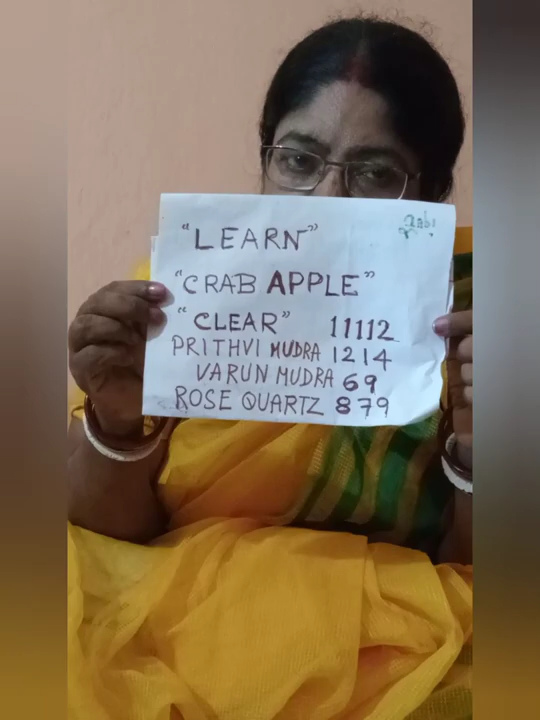 "LEARN"
"CRAB APPLE"
"CLEAR" 11112
PRITHVI MUDRA 1214
VARUN MUDRA 69
ROSE QUARTZ 879